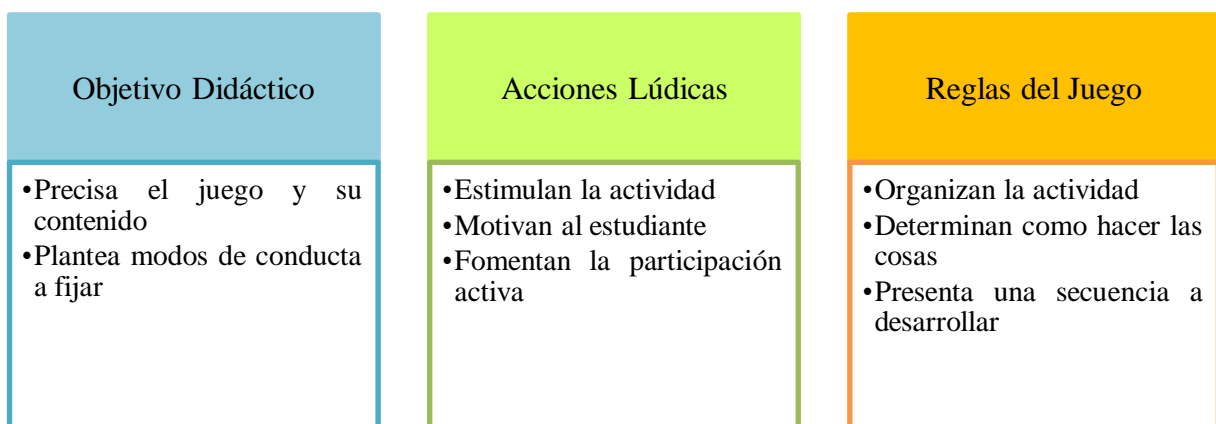 Objetivo Didáctico
•Precisa el juego y su
contenido
•Plantea modos de conducta
a fijar
Acciones Lúdicas
•Estimulan la actividad
•Motivan al estudiante
•Fomentan la participación
activa
Reglas del Juego
•Organizan la actividad
•Determinan como hacer las
cosas
•Presenta una secuencia a
desarrollar